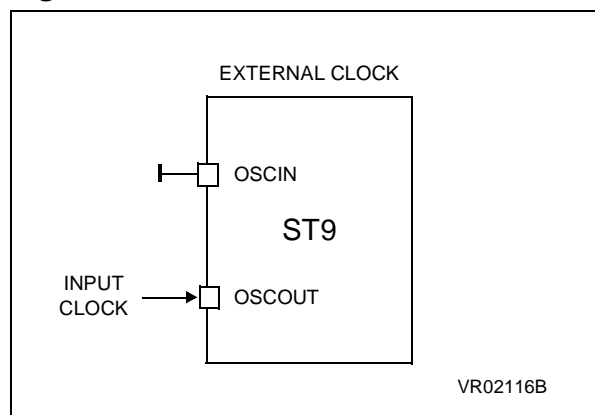 EXTERNAL CLOCK
OSCIN
ST9
INPUT
CLOCK
OSCOUT
VR02116B